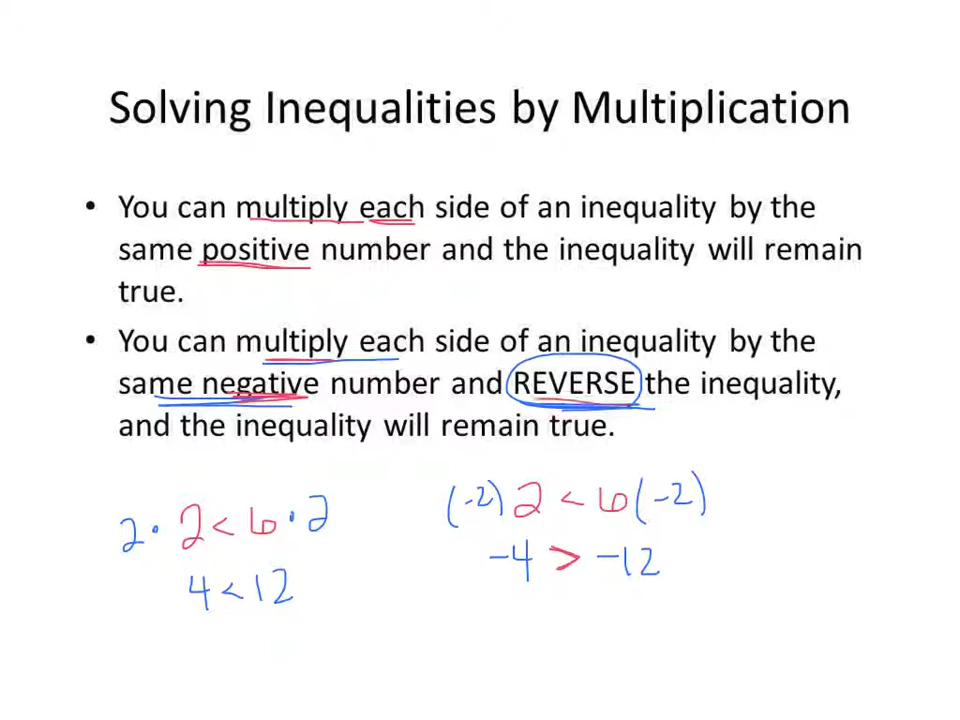 Solving Inequalities by Multiplication
• You can multiply each side of an inequality by the
same positive number and the inequality will remain
true.
• You can multiply each side of an inequality by the
same negative number and REVERSE the inequality,
and the inequality will remain true.
2 · 2 < 6 · 2
4 < 12
(-2) 2 < 6 (-2)
-4 > -12